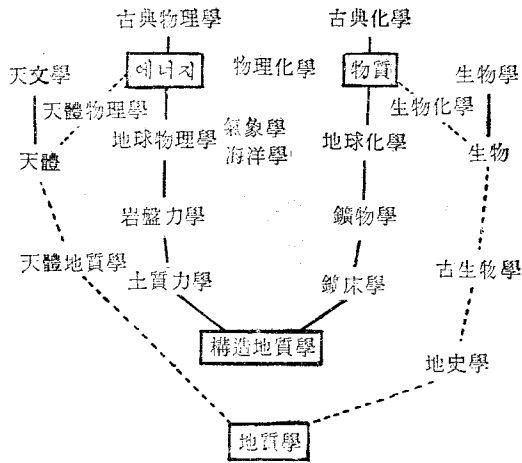 古典物理學 古典化學
에너지 物理化學 物質
天文學 生物學
天體物理學 生物化學
地球物理學 氣象學 地球化學
海洋學
天體 生物
岩盤力學 鑛物學
天體地質學 古生物學
土質力學 鑛床學
構造地質學
地史學
地質學